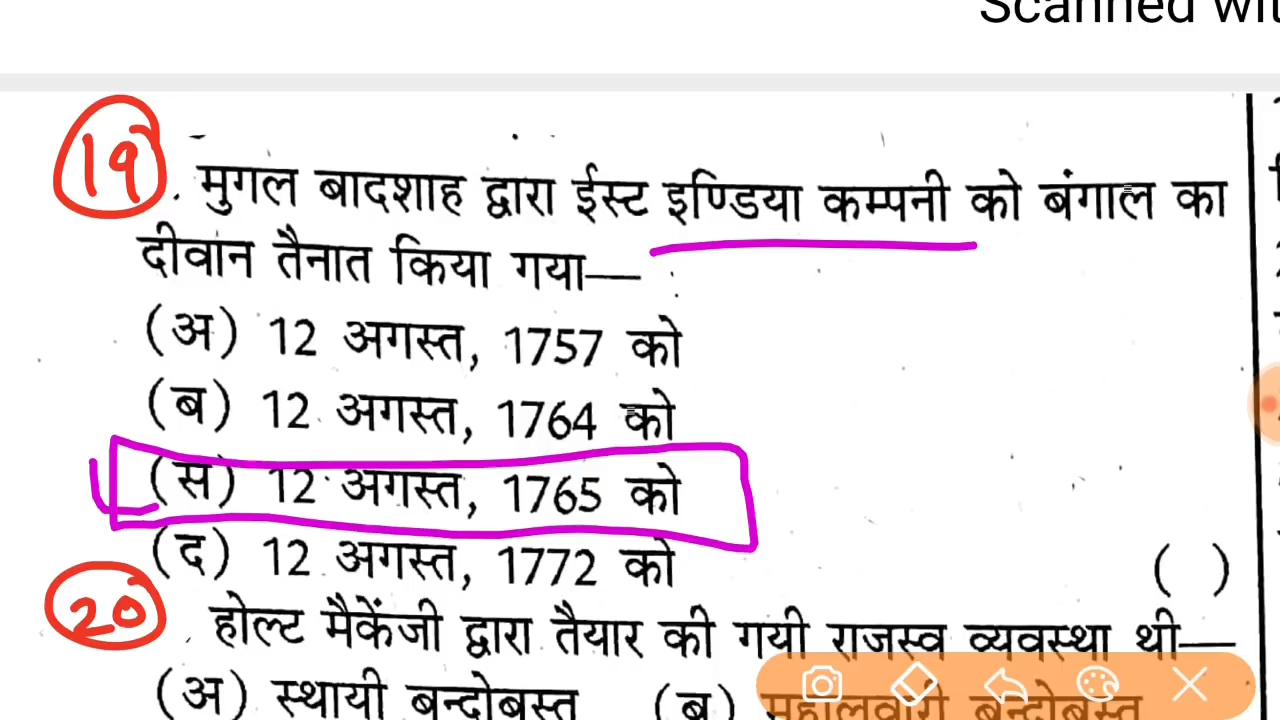 Scanned wit
19. मुगल बादशाह द्वारा ईस्ट इण्डिया कम्पनी को बंगाल का
दीवान तैनात किया गया—
(अ) 12 अगस्त, 1757 को
(ब) 12 अगस्त, 1764 को
(स) 12 अगस्त, 1765 को
(द) 12 अगस्त, 1772 को ( )
20. होल्ट मैकेंजी द्वारा तैयार की गयी राजस्व व्यवस्था थी—
(अ) स्थायी बन्दोबस्त (ब) महालवारी बन्दोबस्त